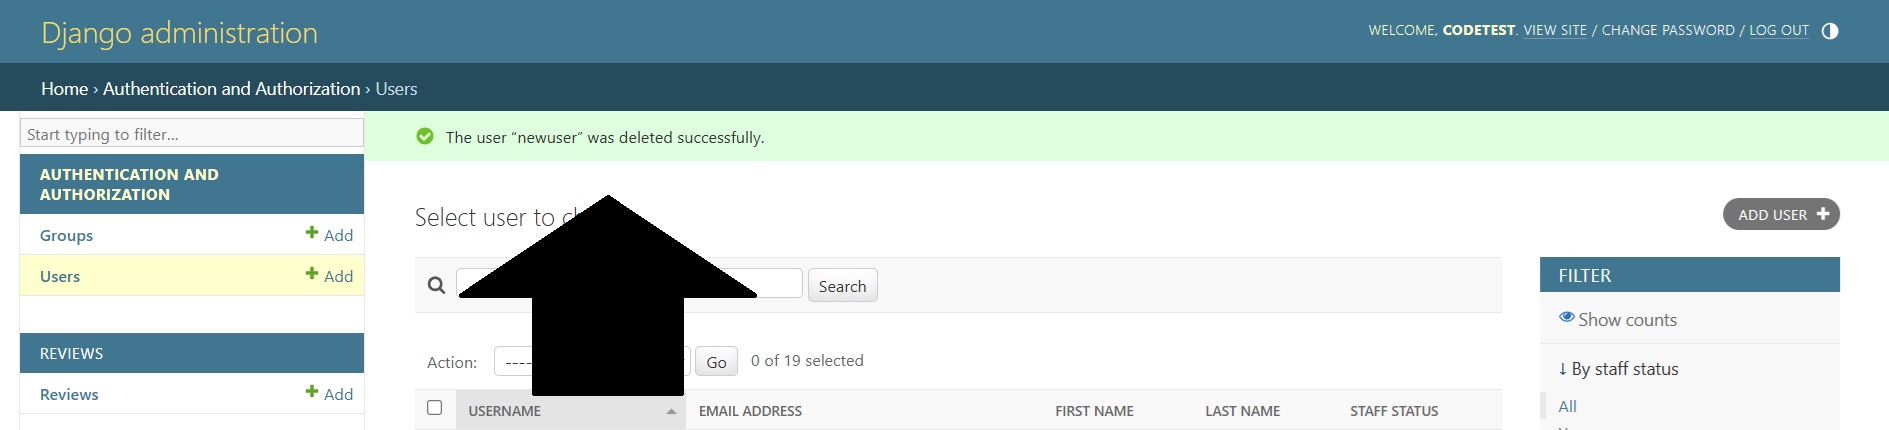 Django administration
WELCOME, CODETEST. VIEW SITE / CHANGE PASSWORD / LOG OUT
Home › Authentication and Authorization › Users
Start typing to filter...
AUTHENTICATION AND
AUTHORIZATION
Groups
Add
Users
Add
REVIEWS
Reviews
Add
The user “newuser” was deleted successfully.
Select user to
ADD USER
Search
Action:
----
Go
0 of 19 selected
USERNAME
EMAIL ADDRESS
FIRST NAME
LAST NAME
STAFF STATUS
FILTER
Show counts
↓ By staff status
All